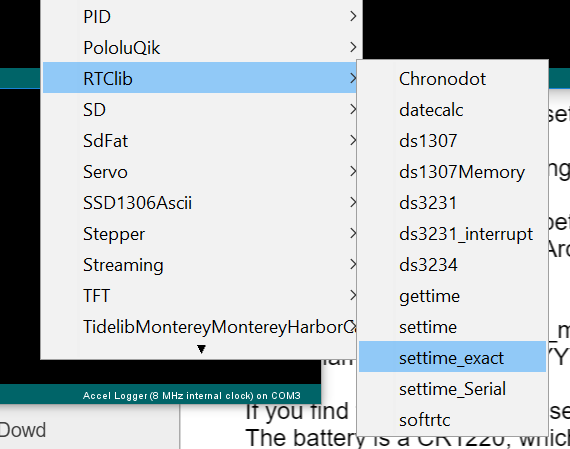 PID
PololuQik
RTClib
SD
SdFat
Servo
SSD1306Ascii
Stepper
Streaming
TFT
TidelibMontereyMontereyHarborC
Chronodot
datecalc
ds1307
ds1307Memory
ds3231
ds3231_interrupt
ds3234
gettime
settime
settime_exact
settime_Serial
softrtc
Accel Logger (8 MHz internal clock) on COM3
Dowd
If you find
The battery is a CR1220, which